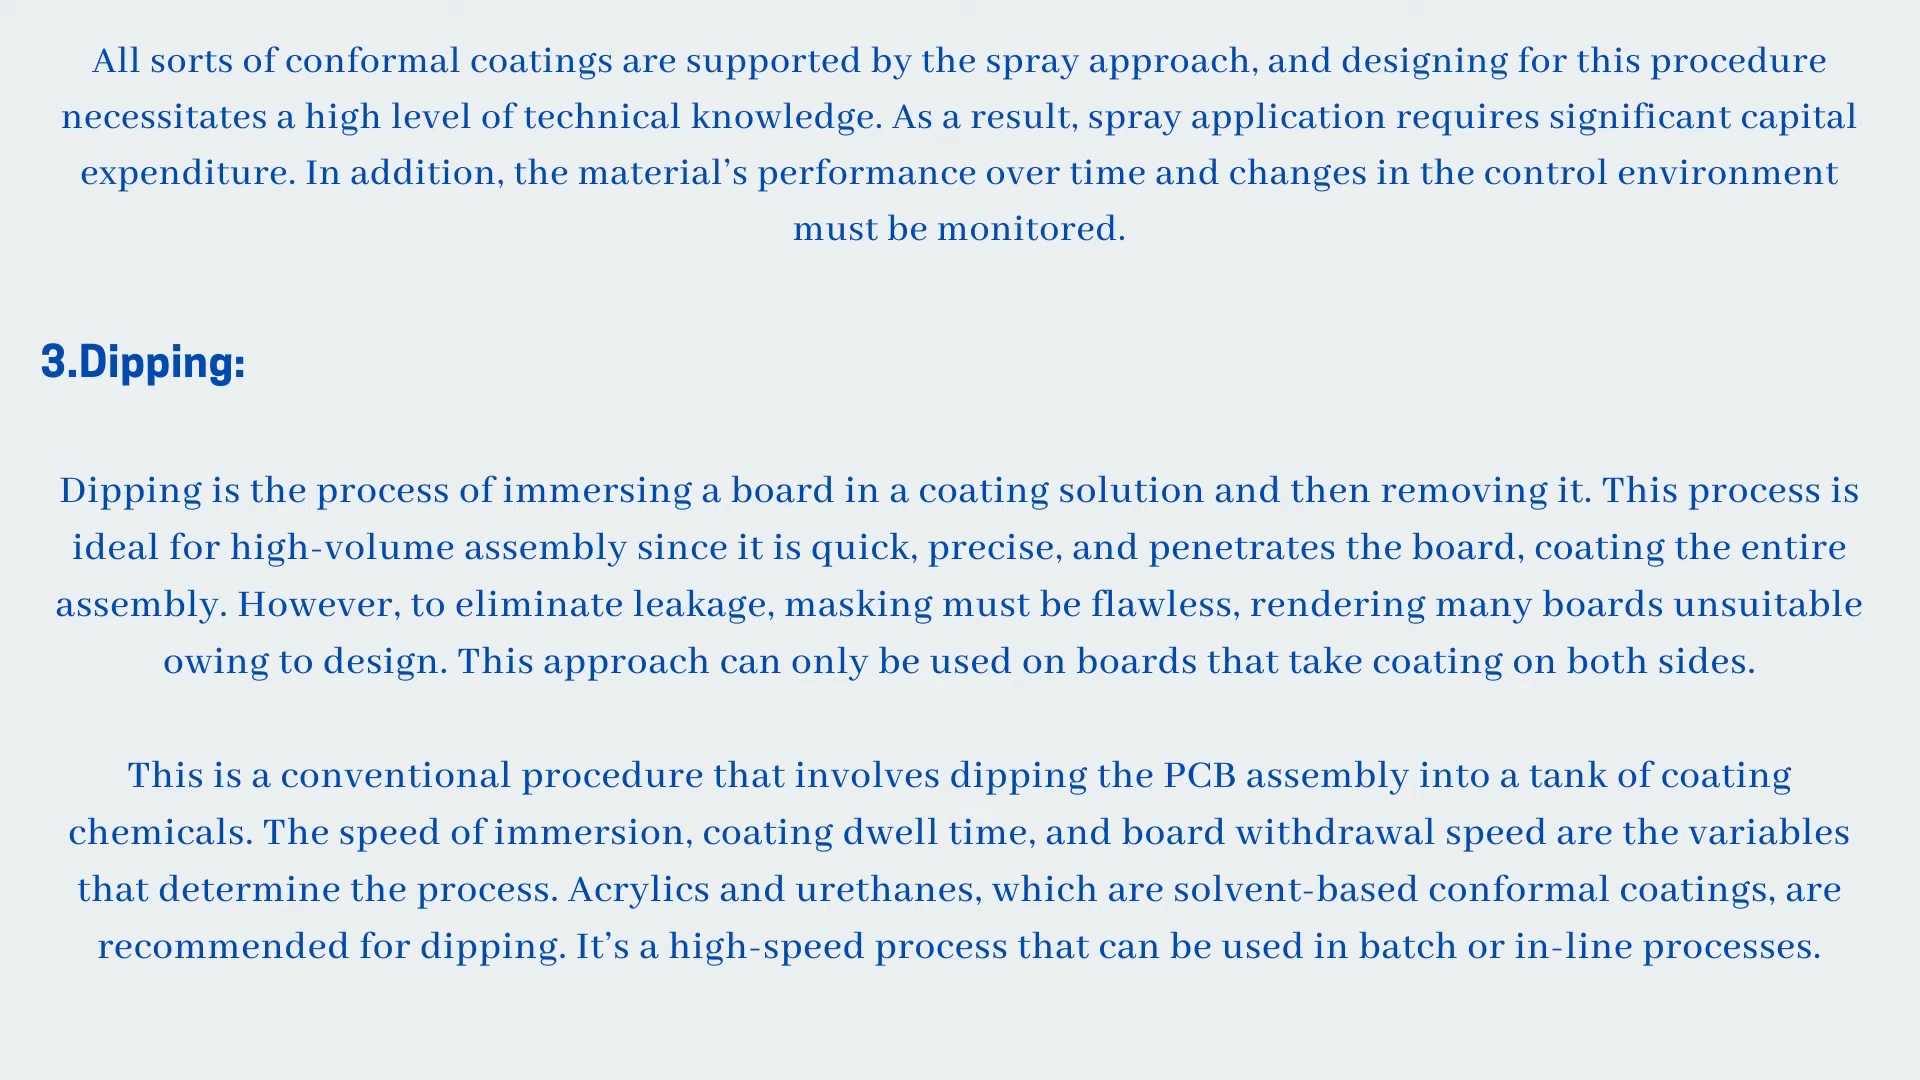 All sorts of conformal coatings are supported by the spray approach, and designing for this procedure
necessitates a high level of technical knowledge. As a result, spray application requires significant capital
expenditure. In addition, the material’s performance over time and changes in the control environment
must be monitored.
3.Dipping:
Dipping is the process of immersing a board in a coating solution and then removing it. This process is
ideal for high-volume assembly since it is quick, precise, and penetrates the board, coating the entire
assembly. However, to eliminate leakage, masking must be flawless, rendering many boards unsuitable
owing to design. This approach can only be used on boards that take coating on both sides.
This is a conventional procedure that involves dipping the PCB assembly into a tank of coating
chemicals. The speed of immersion, coating dwell time, and board withdrawal speed are the variables
that determine the process. Acrylics and urethanes, which are solvent-based conformal coatings, are
recommended for dipping. It’s a high-speed process that can be used in batch or in-line processes.